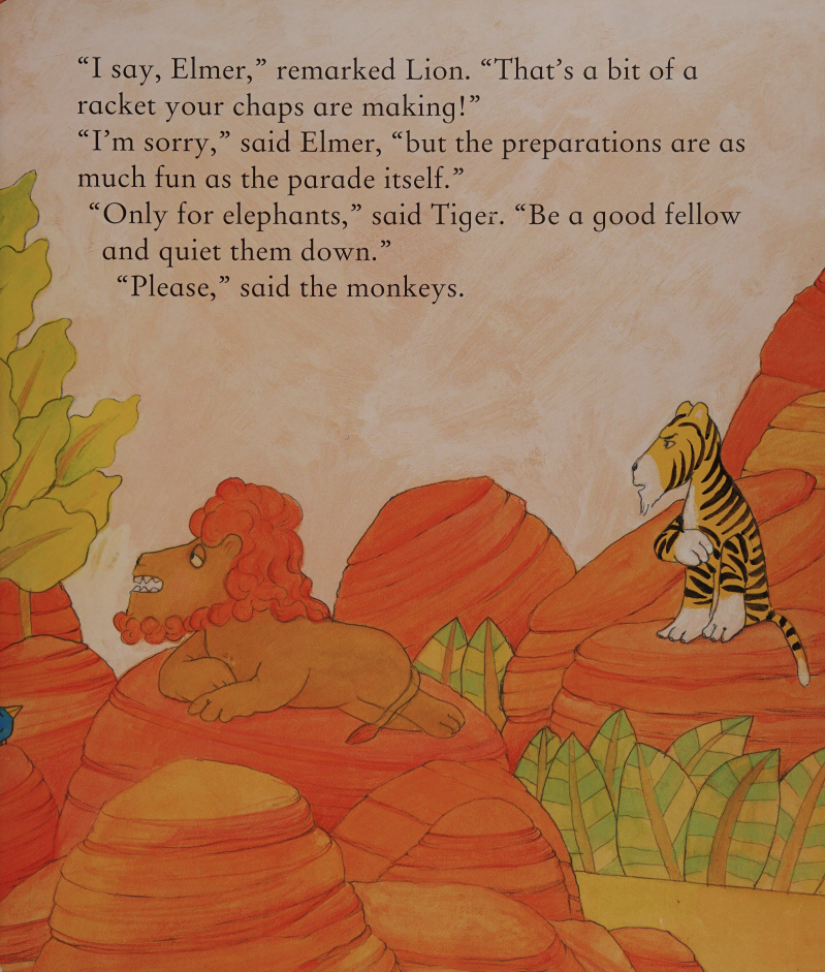 “I say, Elmer,” remarked Lion. “That’s a bit of a
racket your chaps are making!”
“I’m sorry,” said Elmer, “but the preparations are as
much fun as the parade itself.”
“Only for elephants,” said Tiger. “Be a good fellow
and quiet them down.”
“Please,” said the monkeys.